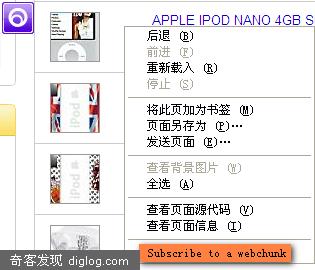 APPLE IPOD NANO 4GB S
后退 (B)
前进 (F)
重新载入 (R)
停止 (S)
将此页加为书签 (M)
页面另存为 (P)…
发送页面 (E)…
查看背景图片 (W)
全选 (A)
查看页面源代码 (V)
查看页面信息 (I)
Subscribe to a webchunk
iPod
iPod
奇客发现 diglog.com